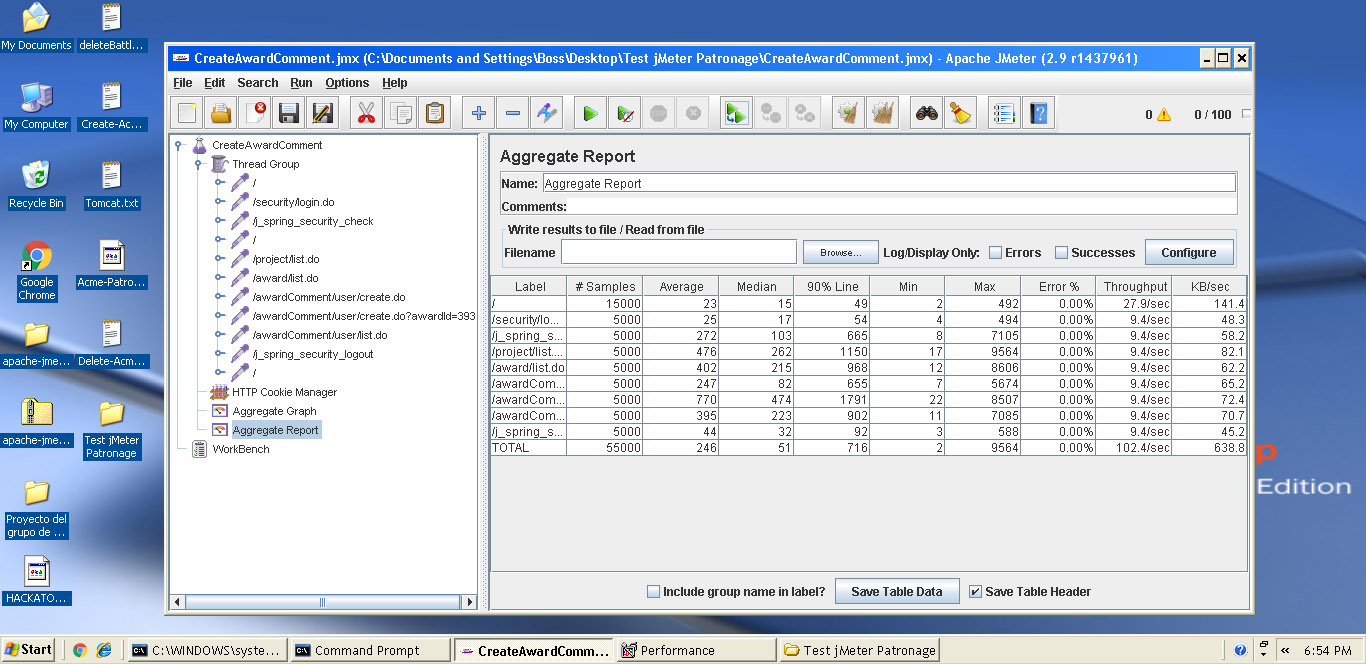 My Documents
deleteBattl...
My Computer
Create-Ac...
Recycle Bin
Tomcat.txt
Google
Chrome
Acme-Patro...
apache-jme...
Delete-Acm...
apache-jme...
Test jMeter
Patronage
Proyecto del
grupo de ...
HACKATO...
CreateAwardComment.jmx (C:\Documents and Settings\Boss\Desktop\Test jMeter Patronage\CreateAwardComment.jmx) - Apache JMeter (2.9 r1437961)
File Edit Search Run Options Help
0 0 / 100
CreateAwardComment
Thread Group
/
/security/login.do
/j_spring_security_check
/
/project/list.do
/award/list.do
/awardComment/user/create.do
/awardComment/user/create.do?awardId=393
/awardComment/user/list.do
/j_spring_security_logout
/
HTTP Cookie Manager
Aggregate Graph
Aggregate Report
WorkBench
Aggregate Report
Name: Aggregate Report
Comments:
Write results to file / Read from file
Filename Browse... Log/Display Only: Errors Successes Configure
Label # Samples Average Median 90% Line Min Max Error % Throughput KB/sec
/ 15000 23 15 49 2 492 0.00% 27.9/sec 141.4
/security/lo... 5000 25 17 54 4 494 0.00% 9.4/sec 48.3
/j_spring_s... 5000 272 103 665 8 7105 0.00% 9.4/sec 58.2
/project/list.... 5000 476 262 1150 17 9564 0.00% 9.4/sec 82.1
/award/list.do 5000 402 215 968 12 8606 0.00% 9.4/sec 62.2
/awardCom... 5000 247 82 655 7 5674 0.00% 9.4/sec 65.2
/awardCom... 5000 770 474 1791 22 8507 0.00% 9.4/sec 72.4
/awardCom... 5000 395 223 902 11 7085 0.00% 9.4/sec 70.7
/j_spring_s... 5000 44 32 92 3 588 0.00% 9.4/sec 45.2
TOTAL 55000 246 51 716 2 9564 0.00% 102.4/sec 638.8
Include group name in label? Save Table Data Save Table Header
p
Edition
Start C:\WINDOWS\syste... Command Prompt CreateAwardComm... Performance Test jMeter Patronage « 6:54 PM